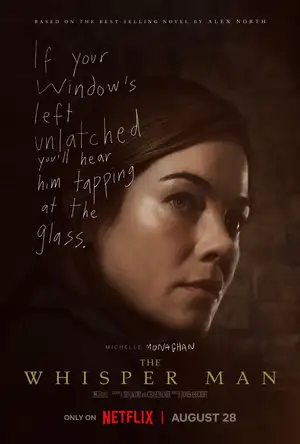 BASED ON THE BEST-SELLING NOVEL BY ALEX NORTH
If your
window's
left
unlatched
you'll hear
him tapping
at the
glass.
MICHELLE MONAGHAN
THE
WHISPER MAN
ONLY ON NETFLIX | AUGUST 28